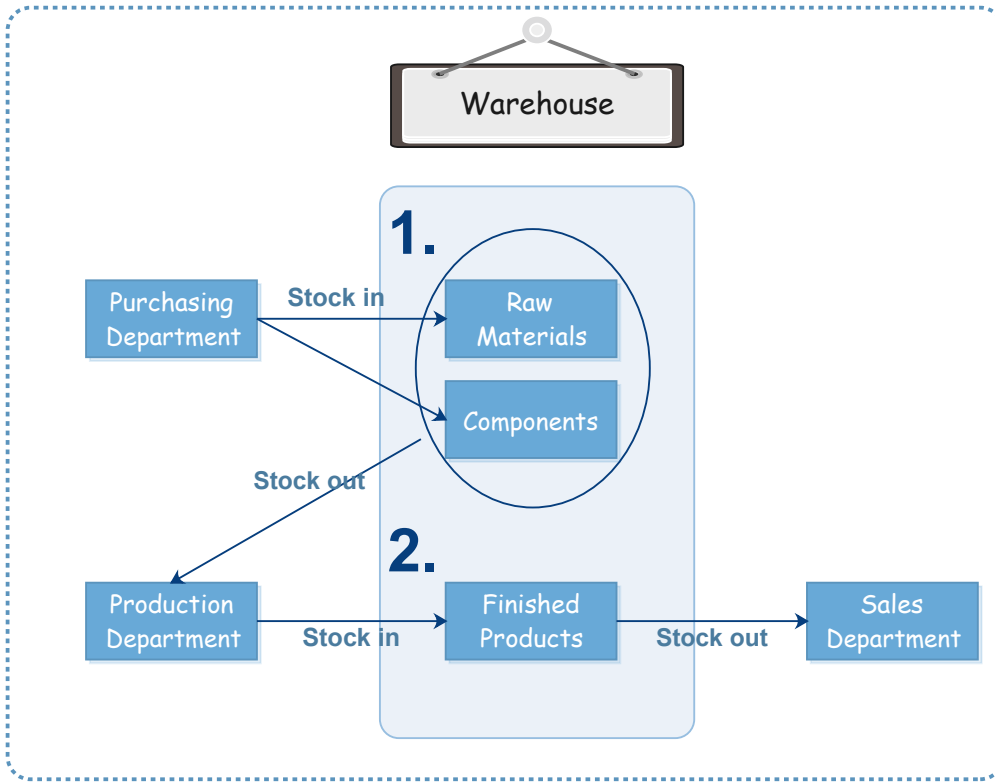 Warehouse
1.
Purchasing
Department
Stock in
Raw
Materials
Components
Stock out
2.
Production
Department
Stock in
Finished
Products
Stock out
Sales
Department